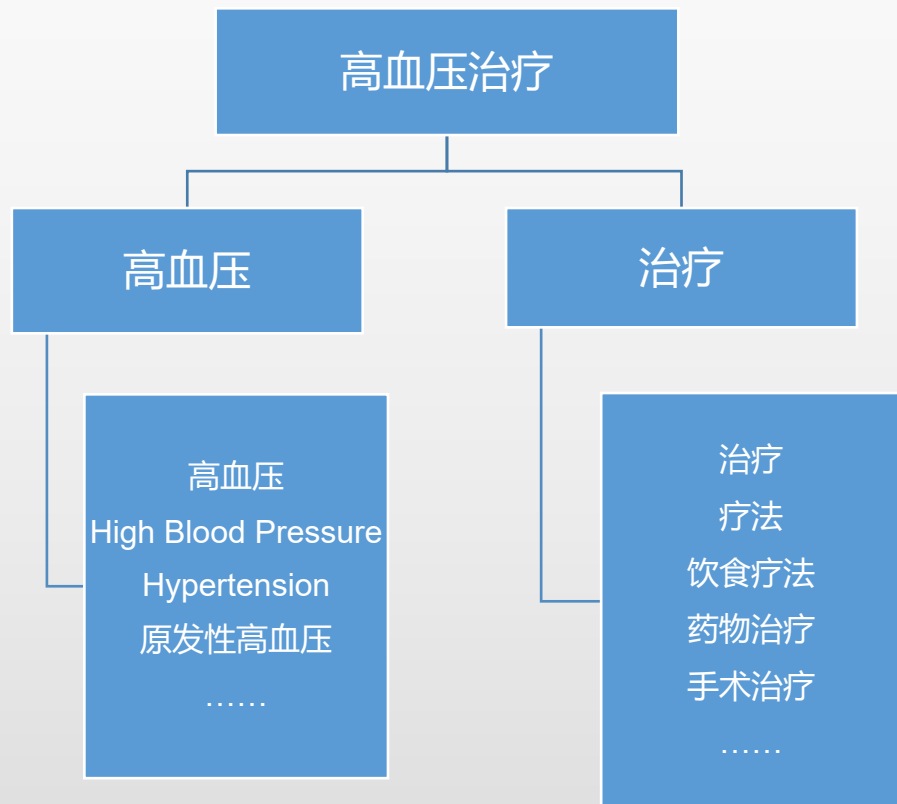 高血压治疗
高血压
治疗
高血压
High Blood Pressure
Hypertension
原发性高血压
……
治疗
疗法
饮食疗法
药物治疗
手术治疗
……